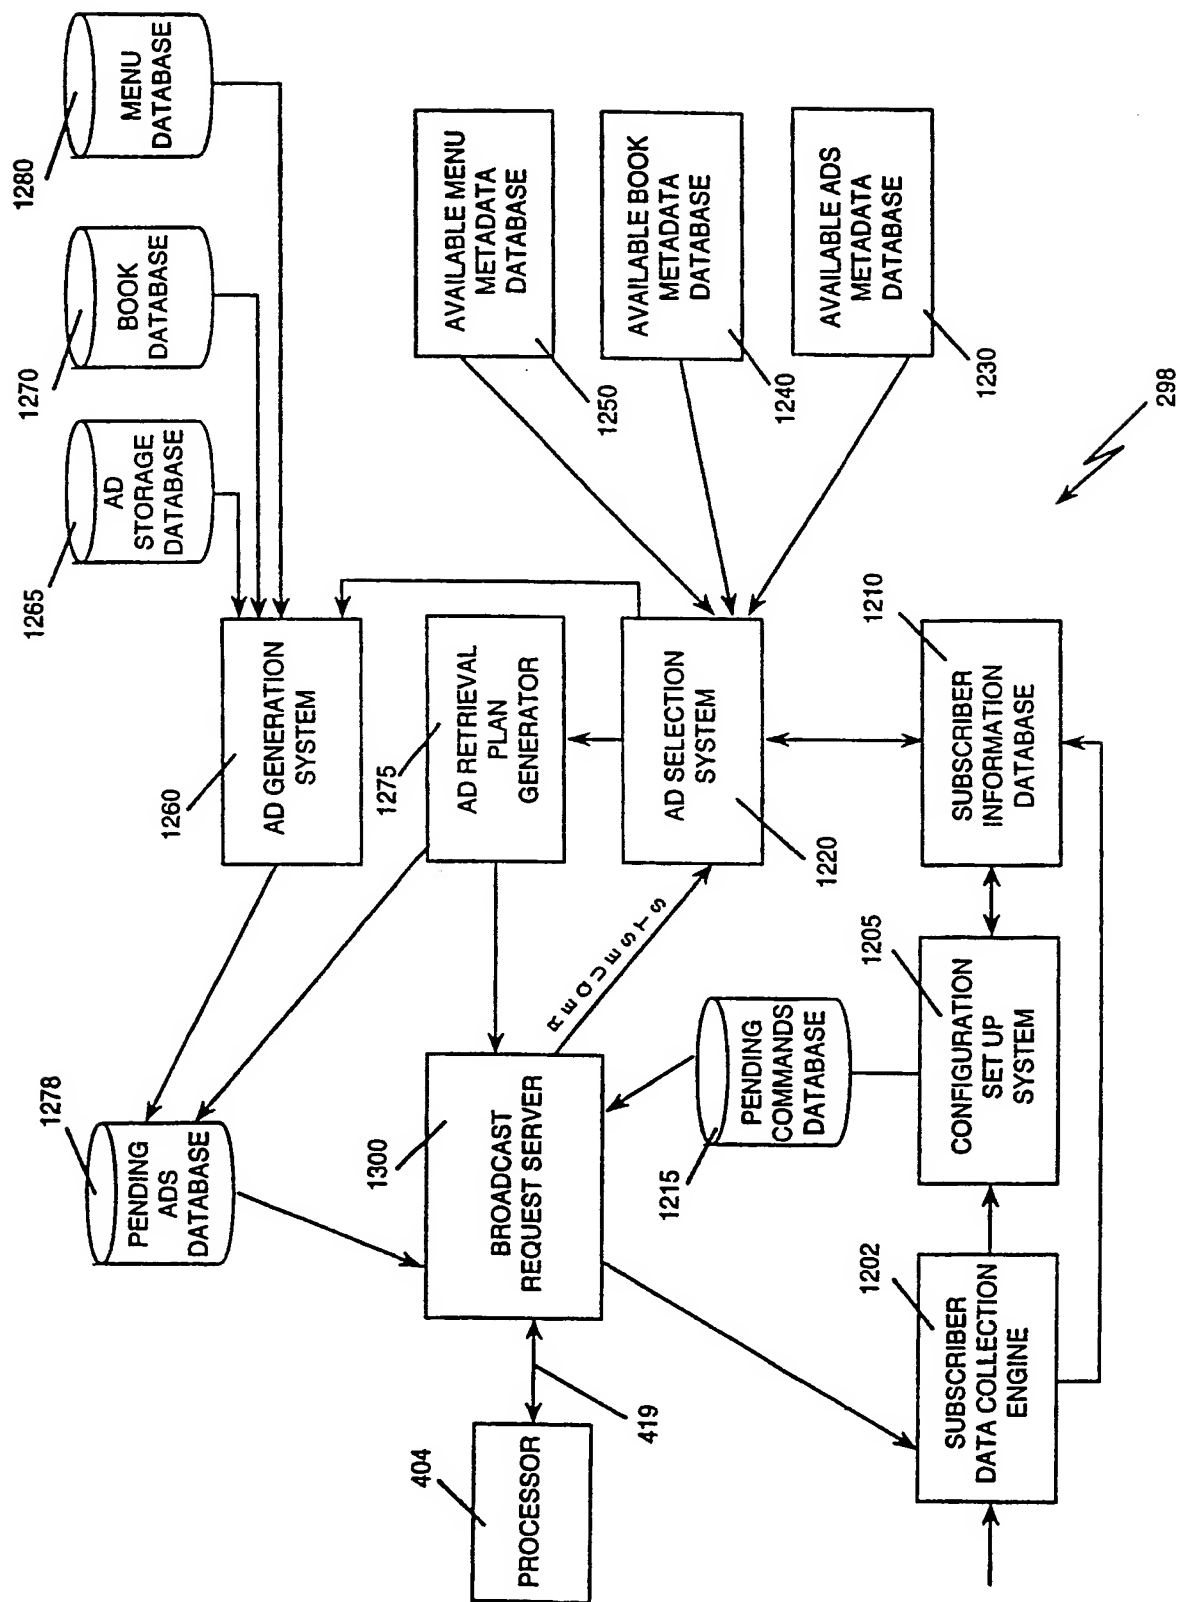 1280
MENU
DATABASE
1270
BOOK
DATABASE
1265
AD
STORAGE
DATABASE
1260
AD GENERATION
SYSTEM
1278
PENDING
ADS
DATABASE
1275
AD RETRIEVAL
PLAN
GENERATOR
AVAILABLE MENU
METADATA
DATABASE
1250
AVAILABLE BOOK
METADATA
DATABASE
1240
AVAILABLE ADS
METADATA
DATABASE
1230
AD SELECTION
SYSTEM
1220
REQUESTS
1300
BROADCAST
REQUEST SERVER
404
PROCESSOR
419
PENDING
COMMANDS
DATABASE
1215
1210
SUBSCRIBER
INFORMATION
DATABASE
1205
CONFIGURATION
SET UP
SYSTEM
1202
SUBSCRIBER
DATA COLLECTION
ENGINE
298